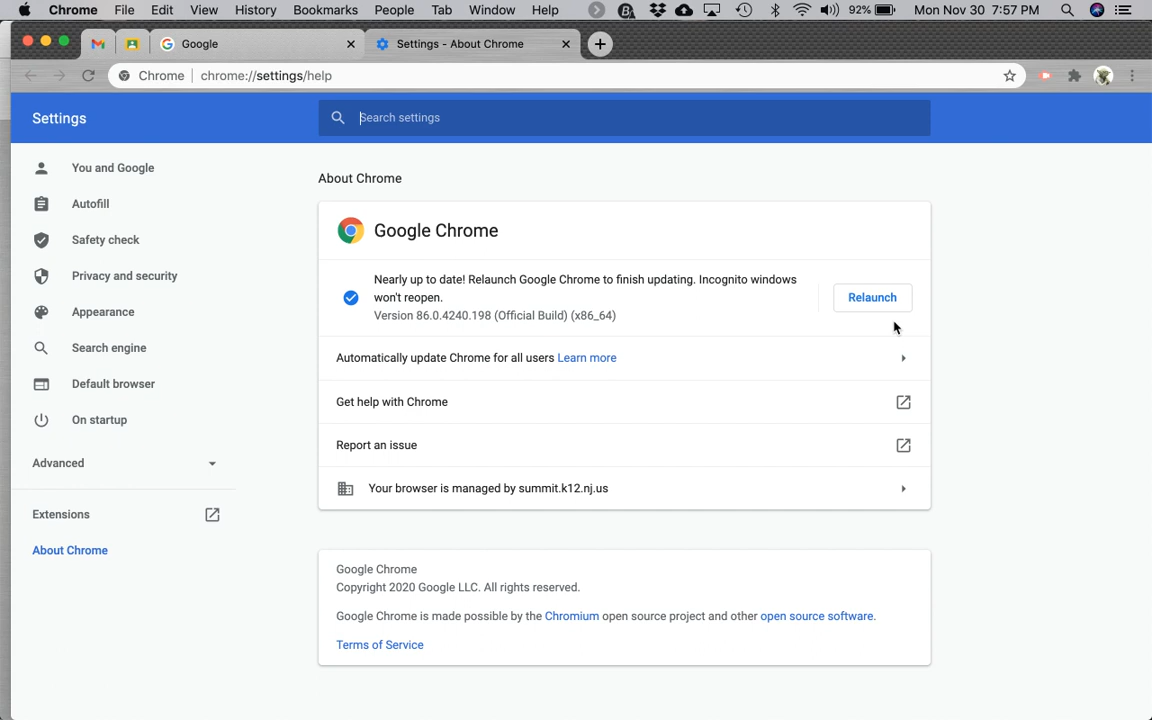 Chrome File Edit View History Bookmarks People Tab Window Help 92% Mon Nov 30 7:57 PM
Google Settings - About Chrome
Chrome chrome://settings/help
Settings
Search settings
You and Google
Autofill
Safety check
Privacy and security
Appearance
Search engine
Default browser
On startup
Advanced
Extensions
About Chrome
About Chrome
Google Chrome
Nearly up to date! Relaunch Google Chrome to finish updating. Incognito windows
won't reopen.
Version 86.0.4240.198 (Official Build) (x86_64)
Relaunch
Automatically update Chrome for all users Learn more
Get help with Chrome
Report an issue
Your browser is managed by summit.k12.nj.us
Google Chrome
Copyright 2020 Google LLC. All rights reserved.
Google Chrome is made possible by the Chromium open source project and other open source software.
Terms of Service